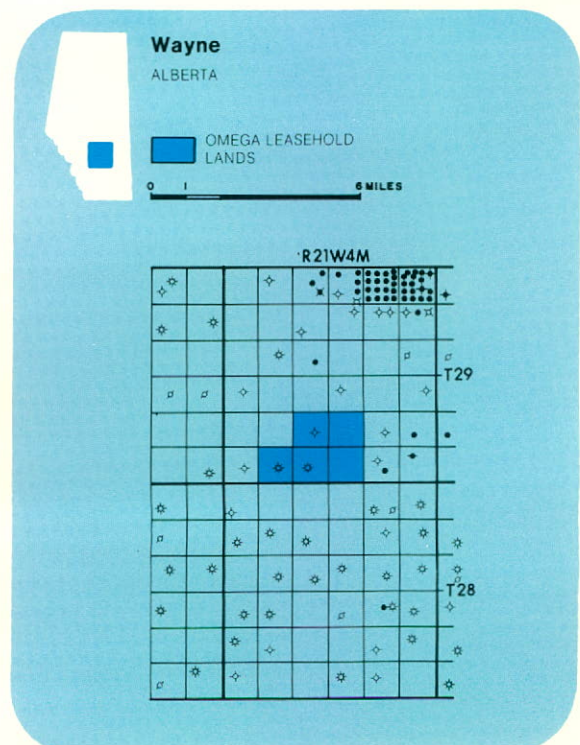 Wayne
ALBERTA
OMEGA LEASEHOLD
LANDS
0 1 6 MILES
R21W4M
T29
T28